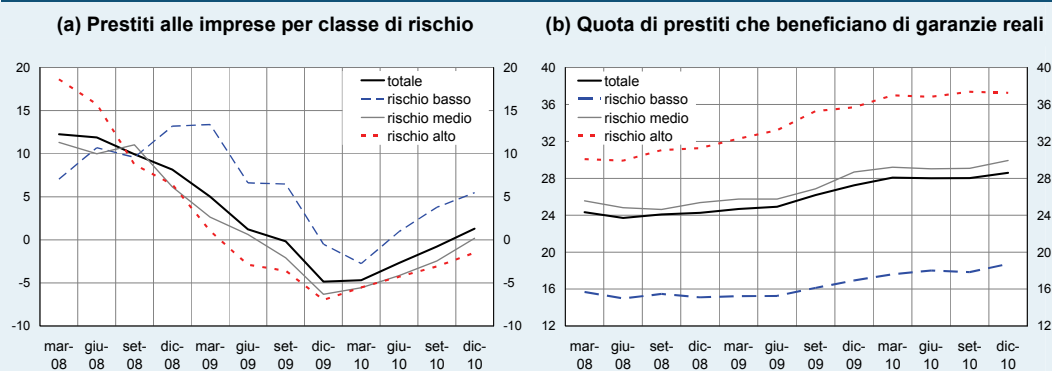 (a) Prestiti alle imprese per classe di rischio
20
15
10
5
0
-5
-10
20
15
10
5
0
-5
-10
totale
rischio basso
rischio medio
rischio alto
mar-08 giu-08 set-08 dic-08 mar-09 giu-09 set-09 dic-09 mar-10 giu-10 set-10 dic-10
(b) Quota di prestiti che beneficiano di garanzie reali
40
36
32
28
24
20
16
12
40
36
32
28
24
20
16
12
totale
rischio basso
rischio medio
rischio alto
mar-08 giu-08 set-08 dic-08 mar-09 giu-09 set-09 dic-09 mar-10 giu-10 set-10 dic-10